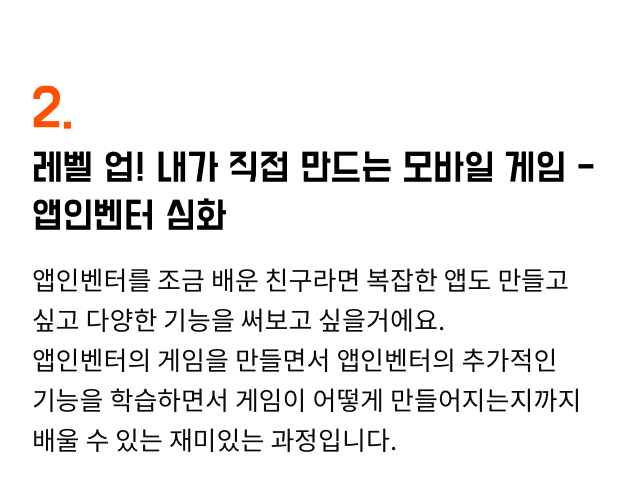 2.
레벨 업! 내가 직접 만드는 모바일 게임 -
앱인벤터 심화
앱인벤터를 조금 배운 친구라면 복잡한 앱도 만들고
싶고 다양한 기능을 써보고 싶을거에요.
앱인벤터의 게임을 만들면서 앱인벤터의 추가적인
기능을 학습하면서 게임이 어떻게 만들어지는지까지
배울 수 있는 재미있는 과정입니다.